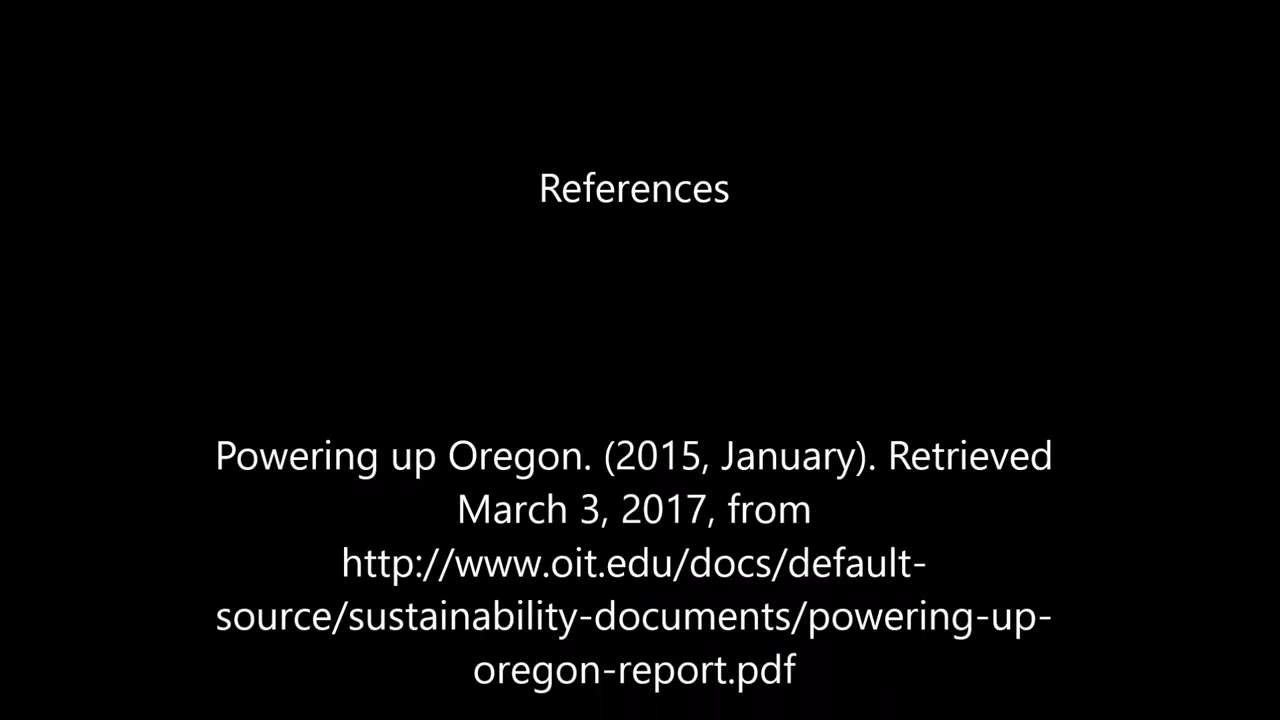 References
Powering up Oregon. (2015, January). Retrieved
March 3, 2017, from
http://www.oit.edu/docs/default-
source/sustainability-documents/powering-up-
oregon-report.pdf